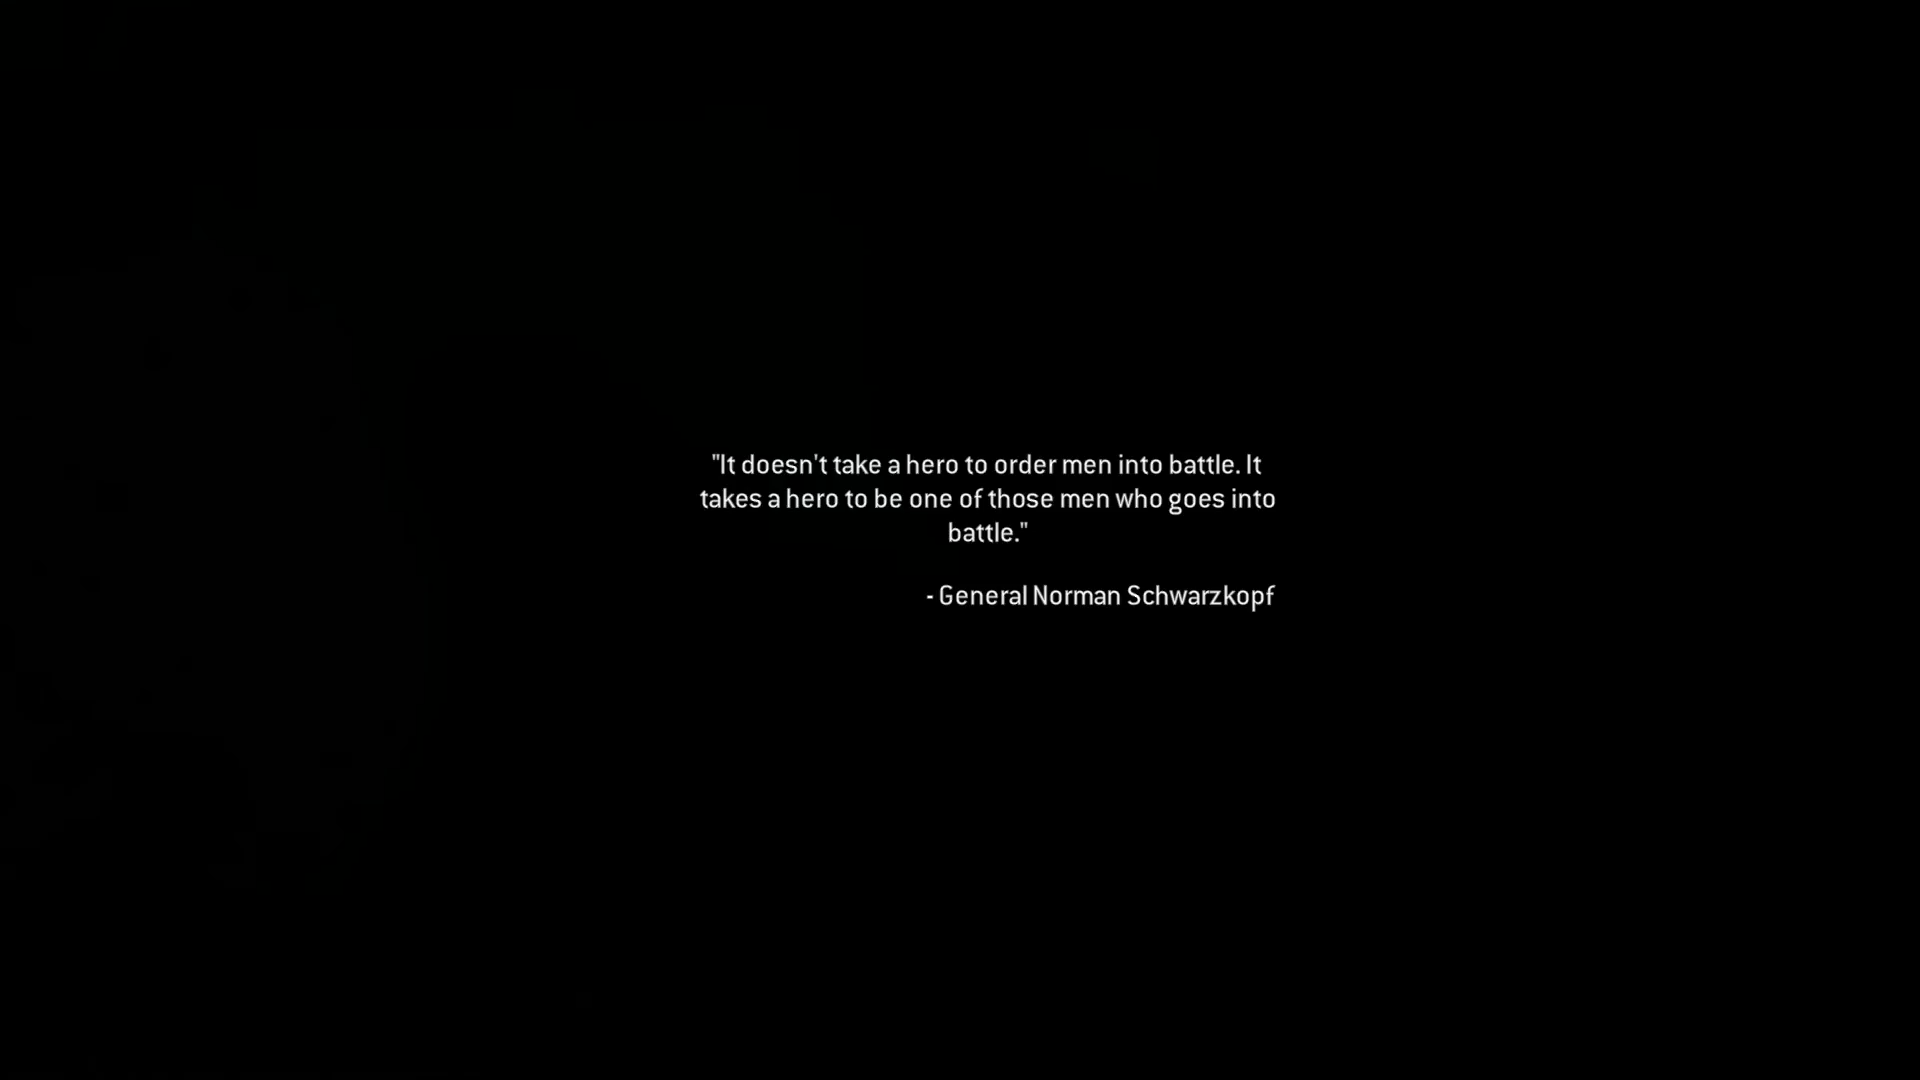 "It doesn't take a hero to order men into battle. It
takes a hero to be one of those men who goes into
battle."
- General Norman Schwarzkopf